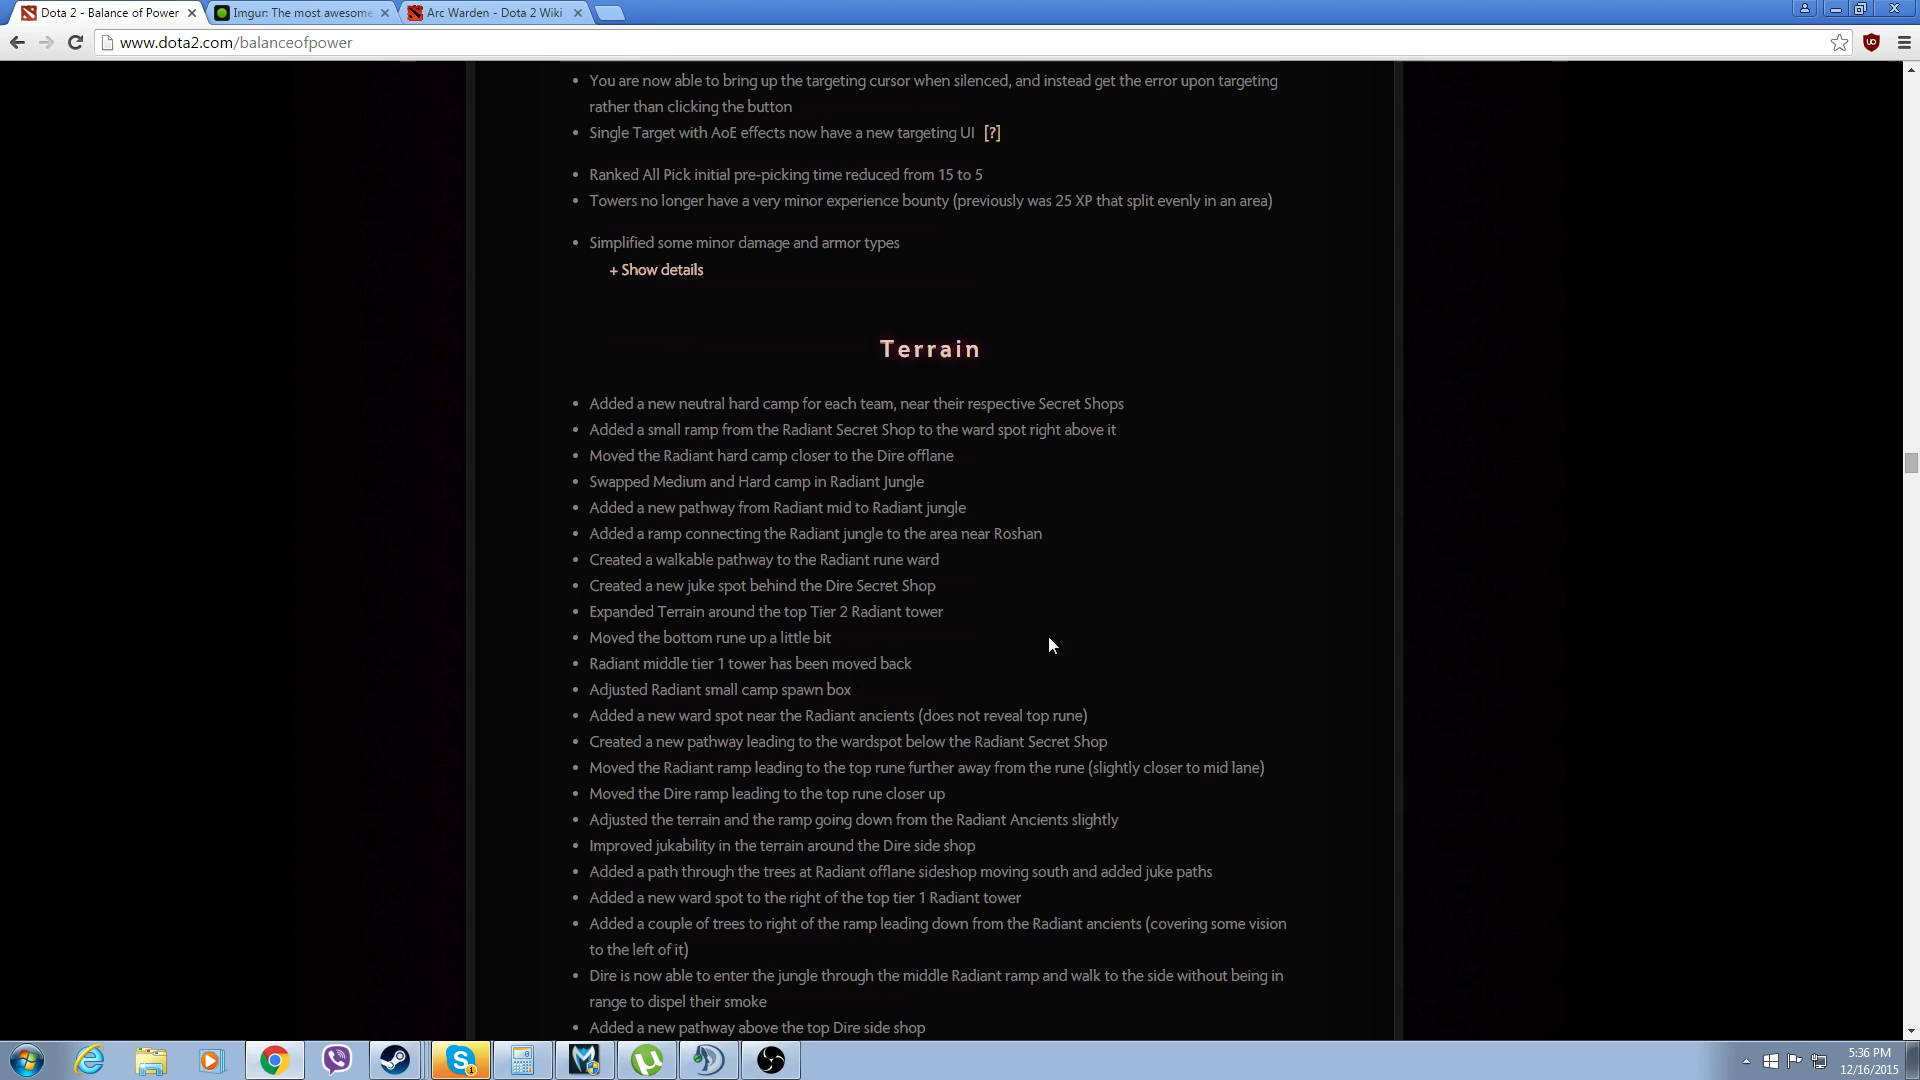 Dota 2 - Balance of Power
Imgur: The most awesome
Arc Warden - Dota 2 Wiki
www.dota2.com/balanceofpower
You are now able to bring up the targeting cursor when silenced, and instead get the error upon targeting
rather than clicking the button
Single Target with AoE effects now have a new targeting UI [?]
Ranked All Pick initial pre-picking time reduced from 15 to 5
Towers no longer have a very minor experience bounty (previously was 25 XP that split evenly in an area)
Simplified some minor damage and armor types
+ Show details
Terrain
Added a new neutral hard camp for each team, near their respective Secret Shops
Added a small ramp from the Radiant Secret Shop to the ward spot right above it
Moved the Radiant hard camp closer to the Dire offlane
Swapped Medium and Hard camp in Radiant Jungle
Added a new pathway from Radiant mid to Radiant jungle
Added a ramp connecting the Radiant jungle to the area near Roshan
Created a walkable pathway to the Radiant rune ward
Created a new juke spot behind the Dire Secret Shop
Expanded Terrain around the top Tier 2 Radiant tower
Moved the bottom rune up a little bit
Radiant middle tier 1 tower has been moved back
Adjusted Radiant small camp spawn box
Added a new ward spot near the Radiant ancients (does not reveal top rune)
Created a new pathway leading to the wardspot below the Radiant Secret Shop
Moved the Radiant ramp leading to the top rune further away from the rune (slightly closer to mid lane)
Moved the Dire ramp leading to the top rune closer up
Adjusted the terrain and the ramp going down from the Radiant Ancients slightly
Improved jukability in the terrain around the Dire side shop
Added a path through the trees at Radiant offlane sideshop moving south and added juke paths
Added a new ward spot to the right of the top tier 1 Radiant tower
Added a couple of trees to right of the ramp leading down from the Radiant ancients (covering some vision
to the left of it)
Dire is now able to enter the jungle through the middle Radiant ramp and walk to the side without being in
range to dispel their smoke
Added a new pathway above the top Dire side shop
5:36 PM
12/16/2015